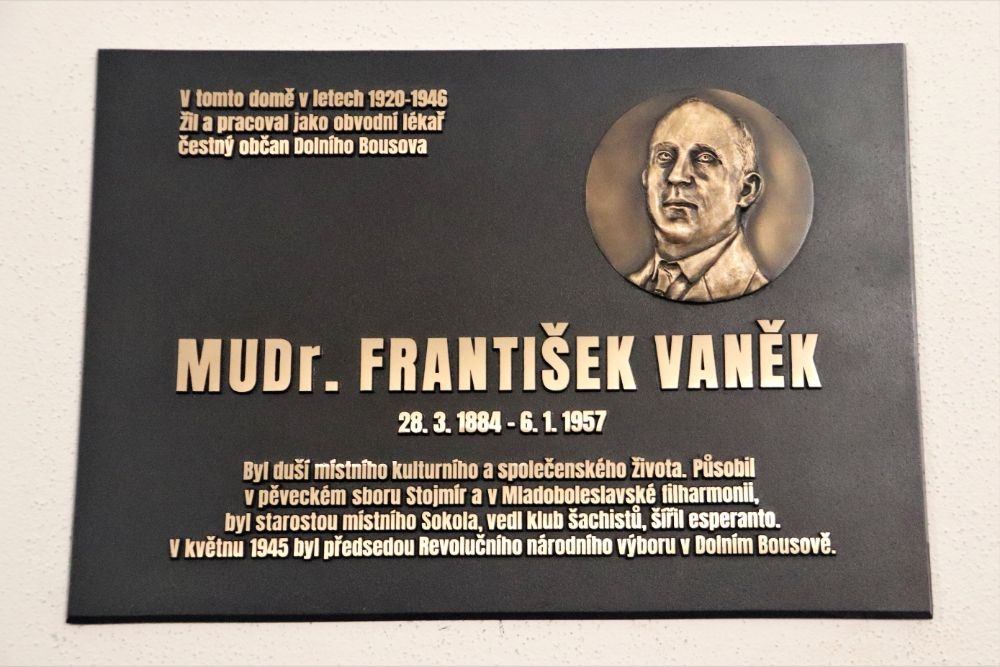 V tomto domě v letech 1920-1946
žil a pracoval jako obvodní lékař
čestný občan Dolního Bousova
MUDr. FRANTIŠEK VANĚK
28. 3. 1884 - 6. 1. 1957
Byl duší místního kulturního a společenského života. Působil
v pěveckém sboru Stojmír a v Mladoboleslavské filharmonii,
byl starostou místního Sokola, vedl klub šachistů, šířil esperanto.
V květnu 1945 byl předsedou Revolučního národního výboru v Dolním Bousově.